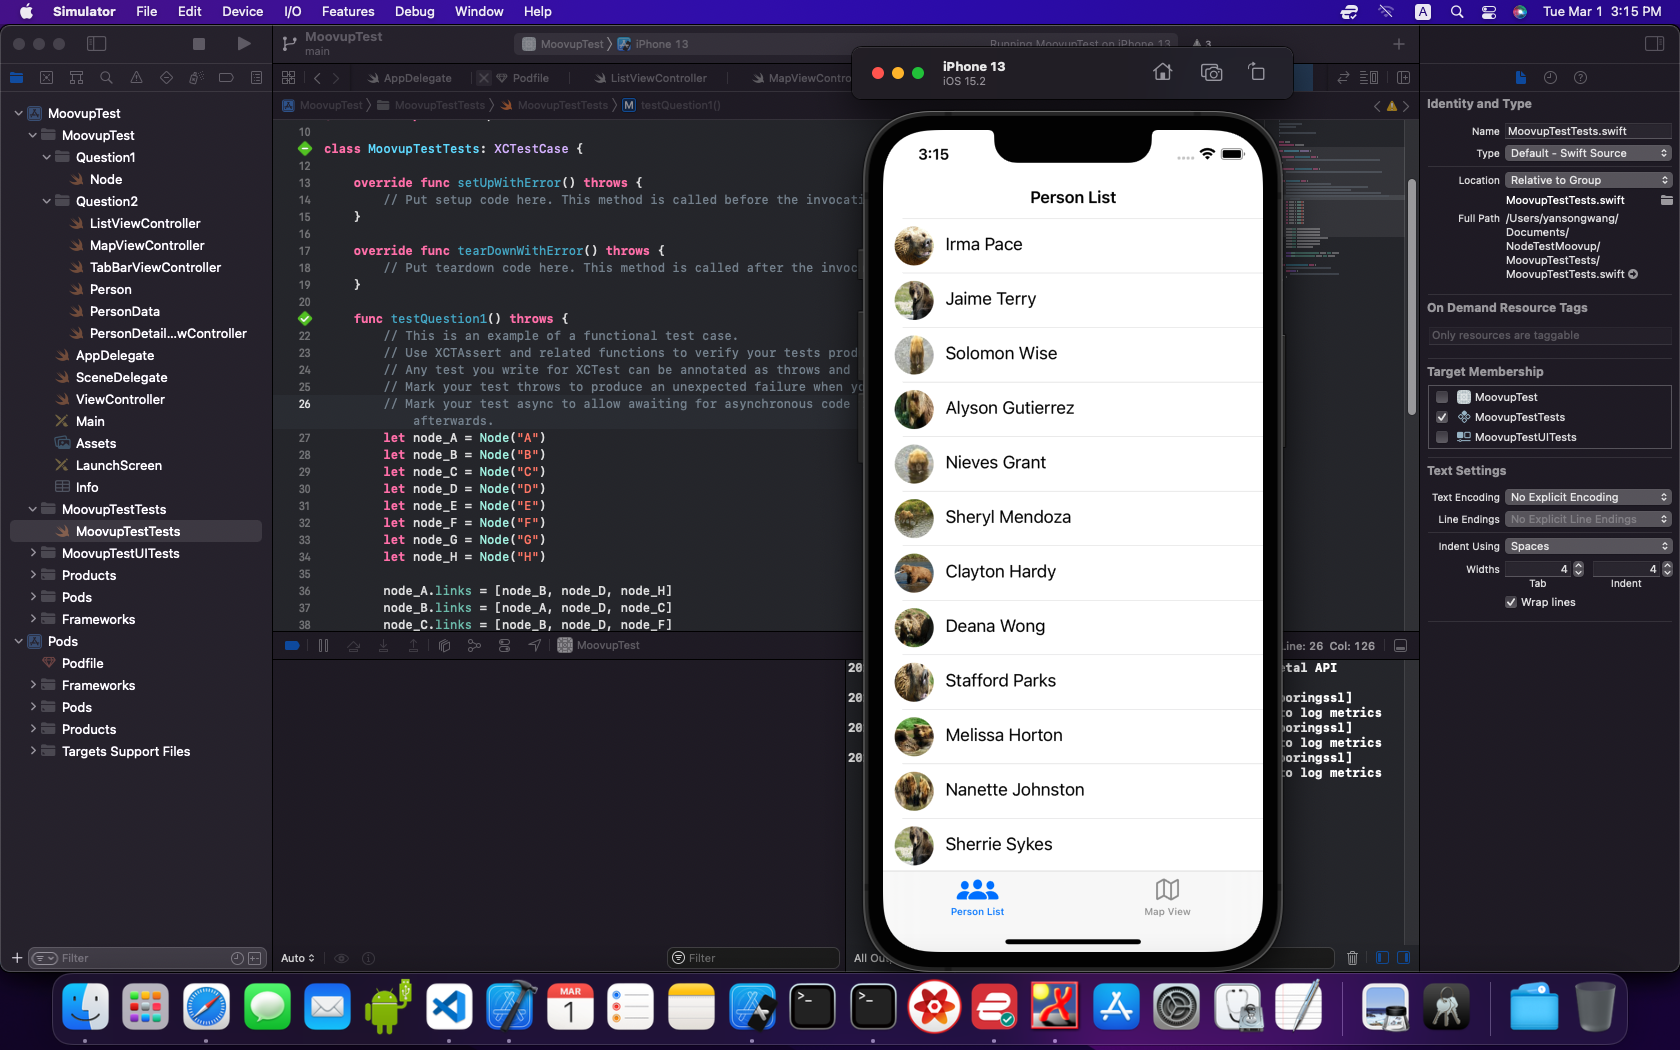 Simulator File Edit Device I/O Features Debug Window Help
A Tue Mar 1 3:15 PM
MoovupTest
main
MoovupTest iPhone 13
Running MoovupTest on iPhone 13
3
AppDelegate
Podfile
ListViewController
MapViewContro
MoovupTest MoovupTestTests MoovupTestTests M testQuestion1()
MoovupTest
MoovupTest
Question1
Node
Question2
ListViewController
MapViewController
TabBarViewController
Person
PersonData
PersonDetail...wController
AppDelegate
SceneDelegate
ViewController
Main
Assets
LaunchScreen
Info
MoovupTestTests
MoovupTestTests
MoovupTestUITests
Products
Pods
Frameworks
Pods
Podfile
Frameworks
Pods
Products
Targets Support Files
Filter
10
class MoovupTestTests: XCTestCase {
12
13 override func setUpWithError() throws {
14 // Put setup code here. This method is called before the invocati
15 }
16
17 override func tearDownWithError() throws {
18 // Put teardown code here. This method is called after the invoc
19 }
20
func testQuestion1() throws {
22 // This is an example of a functional test case.
23 // Use XCTAssert and related functions to verify your tests prod
24 // Any test you write for XCTest can be annotated as throws and
25 // Mark your test throws to produce an unexpected failure when yo
26 // Mark your test async to allow awaiting for asynchronous code
afterwards.
27 let node_A = Node("A")
28 let node_B = Node("B")
29 let node_C = Node("C")
30 let node_D = Node("D")
31 let node_E = Node("E")
32 let node_F = Node("F")
33 let node_G = Node("G")
34 let node_H = Node("H")
35
36 node_A.links = [node_B, node_D, node_H]
37 node_B.links = [node_A, node_D, node_C]
38 node_C.links = [node_B, node_D, node_F]
MoovupTest
Line: 26 Col: 126
20
etal API
20
boringssl]
to log metrics
20
boringssl]
to log metrics
20
boringssl]
to log metrics
Auto
Filter
All Out
iPhone 13
iOS 15.2
3:15
Person List
Irma Pace
Jaime Terry
Solomon Wise
Alyson Gutierrez
Nieves Grant
Sheryl Mendoza
Clayton Hardy
Deana Wong
Stafford Parks
Melissa Horton
Nanette Johnston
Sherrie Sykes
Person List
Map View
Identity and Type
Name MoovupTestTests.swift
Type Default - Swift Source
Location Relative to Group
MoovupTestTests.swift
Full Path /Users/yansongwang/
Documents/
NodeTestMoovup/
MoovupTestTests/
MoovupTestTests.swift
On Demand Resource Tags
Only resources are taggable
Target Membership
MoovupTest
MoovupTestTests
MoovupTestUITests
Text Settings
Text Encoding No Explicit Encoding
Line Endings No Explicit Line Endings
Indent Using Spaces
Widths 4 4
Tab Indent
Wrap lines
MAR
1